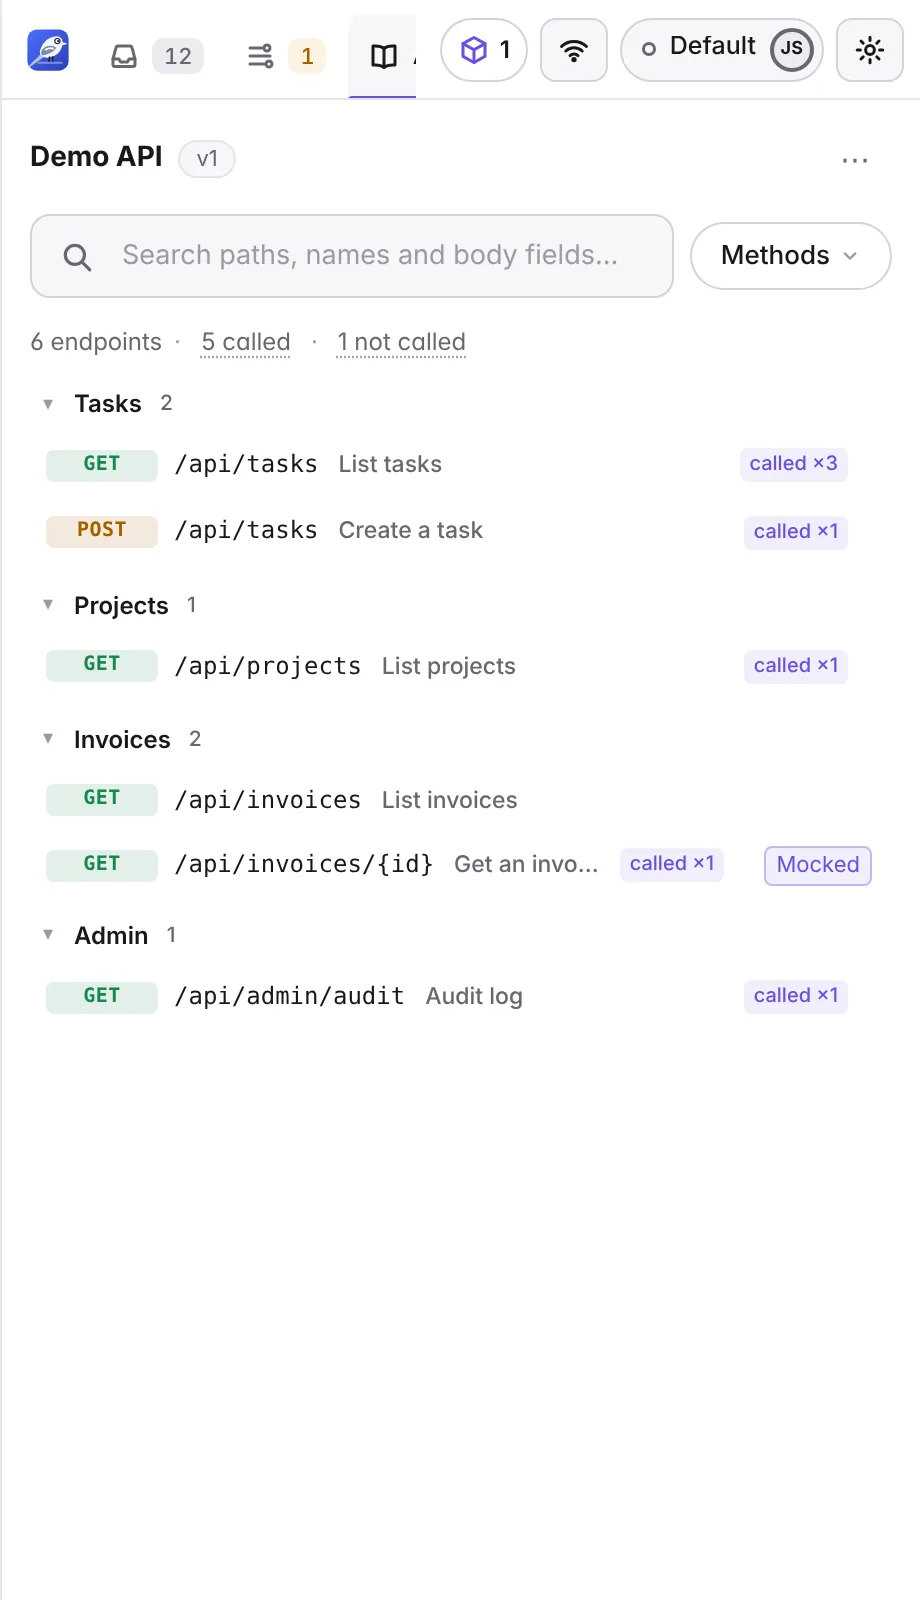 12 1 1 Default JS
Demo API v1 ...
Search paths, names and body fields... Methods
6 endpoints · 5 called · 1 not called
Tasks 2
GET /api/tasks List tasks called ×3
POST /api/tasks Create a task called ×1
Projects 1
GET /api/projects List projects called ×1
Invoices 2
GET /api/invoices List invoices
GET /api/invoices/{id} Get an invo... called ×1 Mocked
Admin 1
GET /api/admin/audit Audit log called ×1